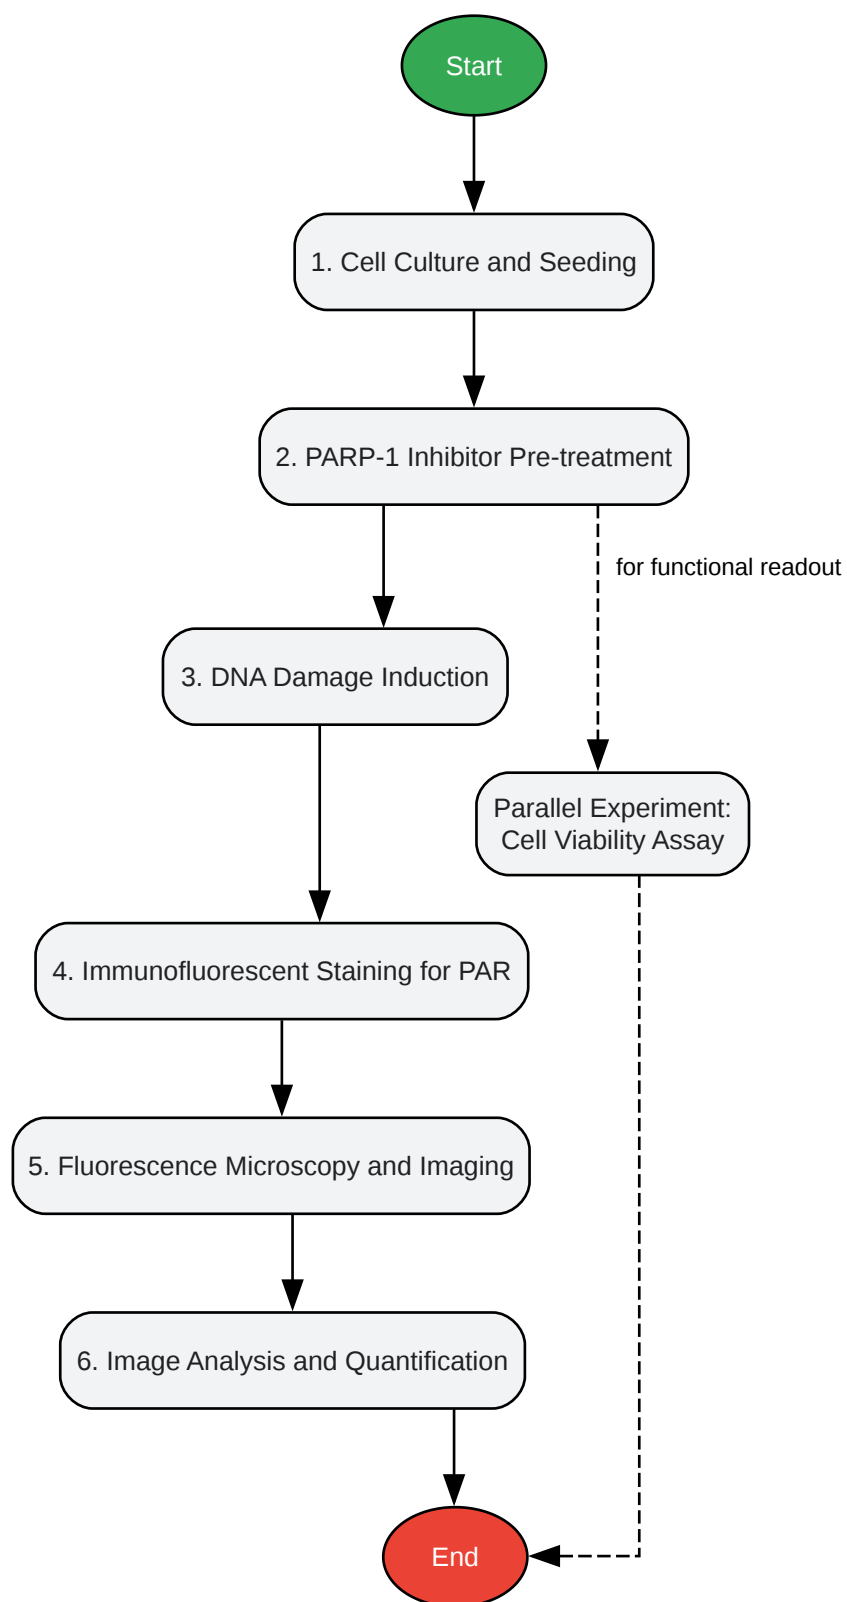 Start
1. Cell Culture and Seeding
2. PARP-1 Inhibitor Pre-treatment
for functional readout
3. DNA Damage Induction
Parallel Experiment:
Cell Viability Assay
4. Immunofluorescent Staining for PAR
5. Fluorescence Microscopy and Imaging
6. Image Analysis and Quantification
End